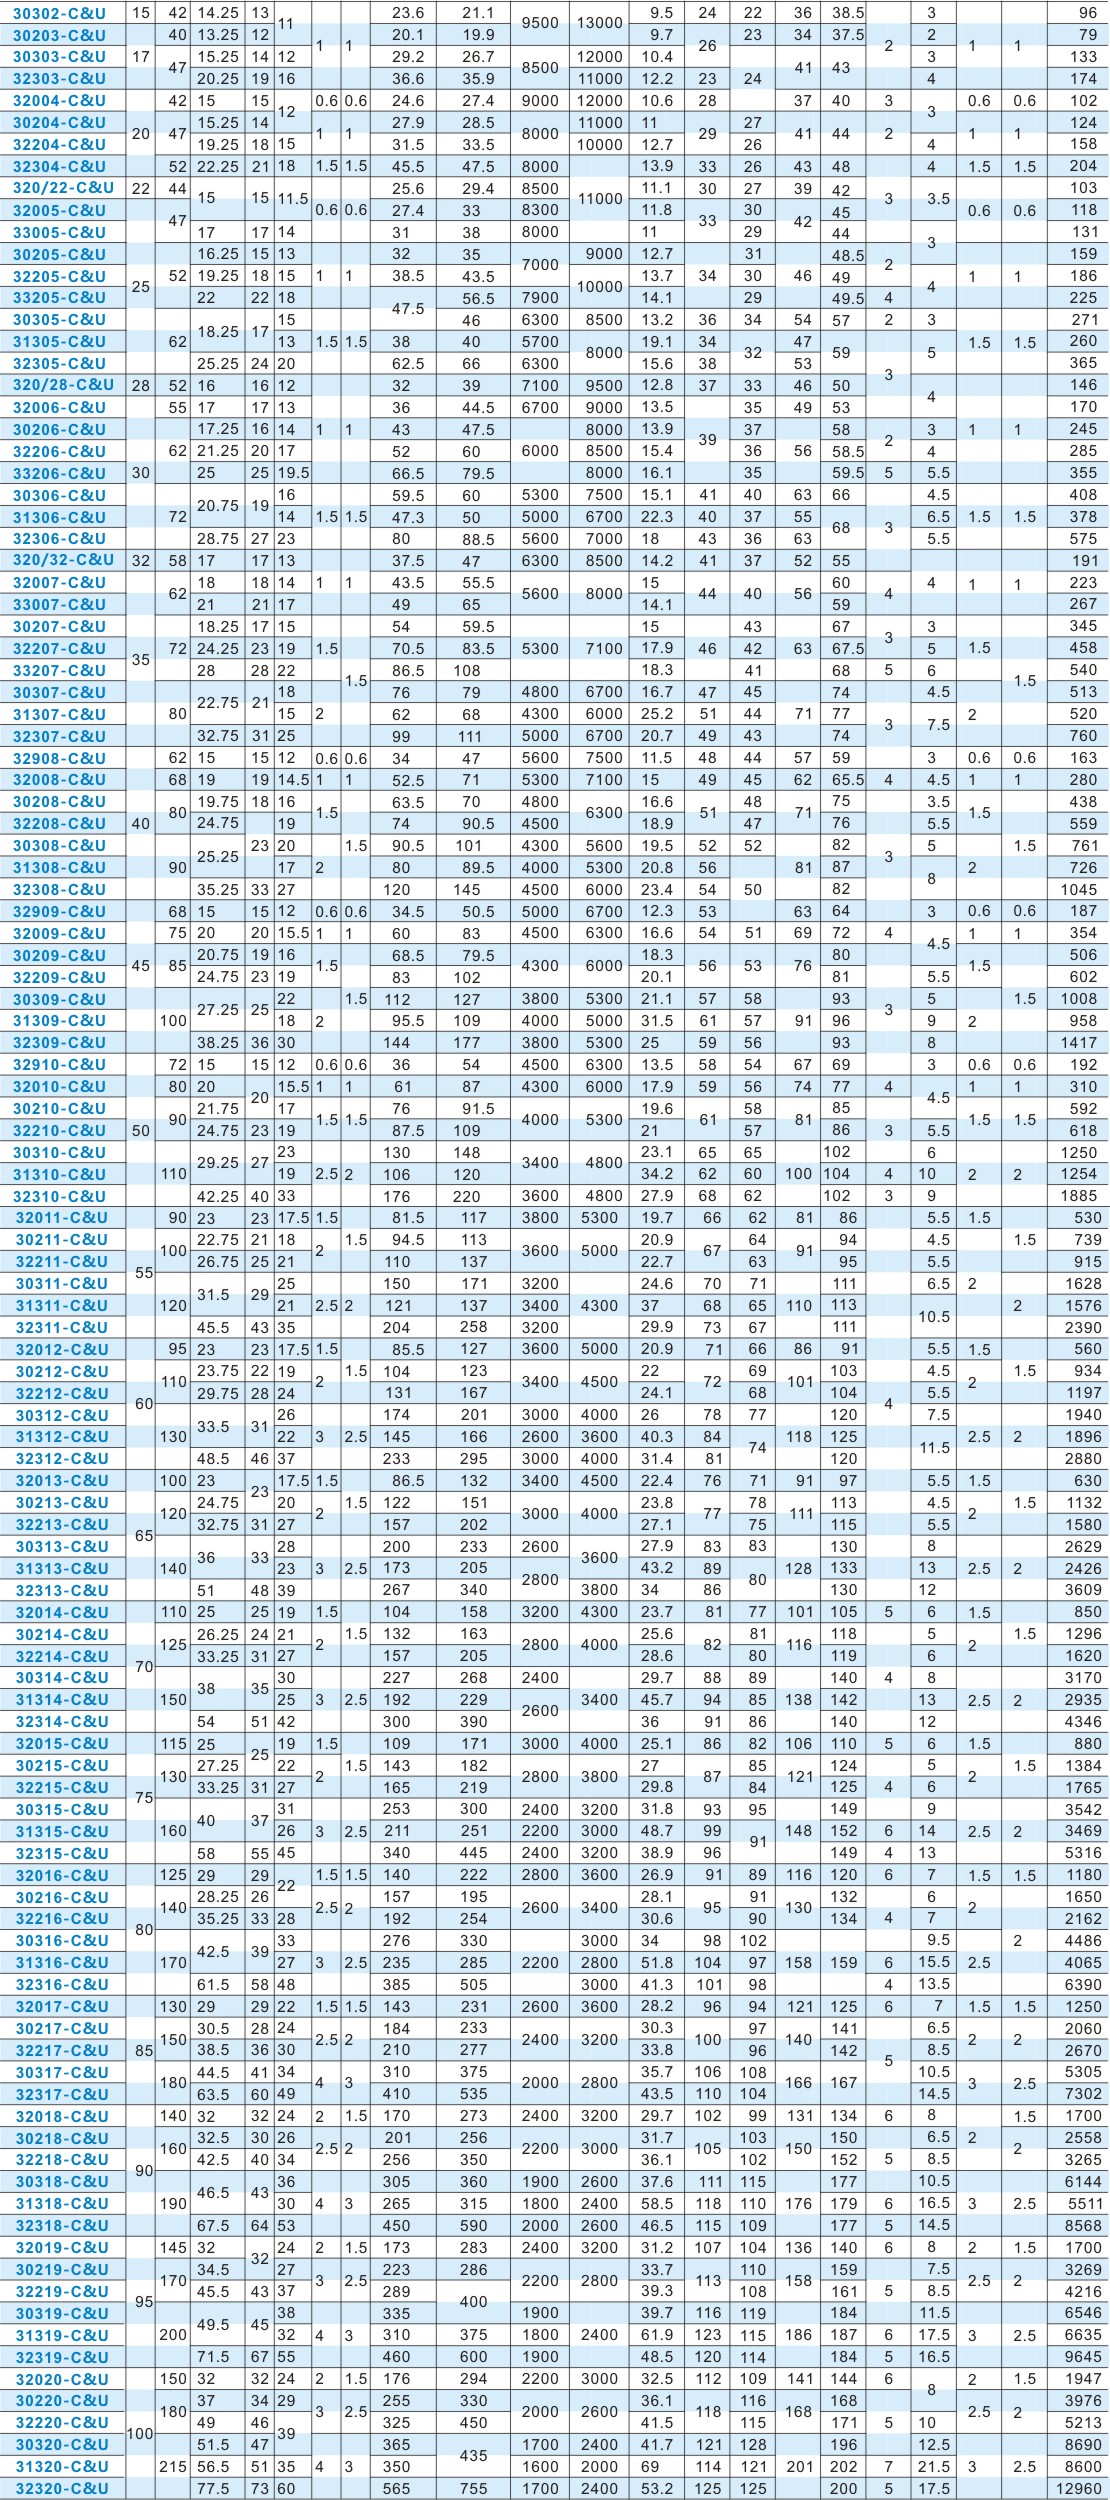 30302-C&U 15 42 14.25 13 11 23.6 21.1 9500 13000 9.5 24 22 36 38.5 3 96
30203-C&U 40 13.25 12 1 1 20.1 19.9 9.7 26 23 34 37.5 2 2 1 1 79
30303-C&U 17 47 15.25 14 12 29.2 26.7 8500 12000 10.4 41 43 3 133
32303-C&U 20.25 19 16 36.6 35.9 11000 12.2 23 24 4 174
32004-C&U 42 15 15 12 0.6 0.6 24.6 27.4 9000 12000 10.6 28 37 40 3 3 0.6 0.6 102
30204-C&U 20 47 15.25 14 1 1 27.9 28.5 8000 11000 11 29 27 41 44 2 1 1 124
32204-C&U 19.25 18 15 31.5 33.5 10000 12.7 26 4 158
32304-C&U 52 22.25 21 18 1.5 1.5 45.5 47.5 8000 13.9 33 26 43 48 4 1.5 1.5 204
320/22-C&U 22 44 15 15 11.5 25.6 29.4 8500 11000 11.1 30 27 39 42 3 3.5 103
32005-C&U 47 0.6 0.6 27.4 33 8300 11.8 33 30 42 45 0.6 0.6 118
33005-C&U 17 17 14 31 38 8000 11 29 44 3 131
30205-C&U 16.25 15 13 32 35 7000 9000 12.7 31 48.5 2 159
32205-C&U 25 52 19.25 18 15 1 1 38.5 43.5 10000 13.7 34 30 46 49 4 1 1 186
33205-C&U 22 22 18 47.5 56.5 7900 14.1 29 49.5 4 225
30305-C&U 18.25 17 15 46 6300 8500 13.2 36 34 54 57 2 3 271
31305-C&U 62 13 1.5 1.5 38 40 5700 8000 19.1 34 32 47 59 5 1.5 1.5 260
32305-C&U 25.25 24 20 62.5 66 6300 15.6 38 53 3 365
320/28-C&U 28 52 16 16 12 32 39 7100 9500 12.8 37 33 46 50 4 146
32006-C&U 55 17 17 13 36 44.5 6700 9000 13.5 35 49 53 170
30206-C&U 17.25 16 14 1 1 43 47.5 8000 13.9 39 37 58 2 3 1 1 245
32206-C&U 62 21.25 20 17 52 60 6000 8500 15.4 36 56 58.5 4 285
33206-C&U 30 25 25 19.5 66.5 79.5 8000 16.1 35 59.5 5 5.5 355
30306-C&U 20.75 19 16 59.5 60 5300 7500 15.1 41 40 63 66 4.5 408
31306-C&U 72 14 1.5 1.5 47.3 50 5000 6700 22.3 40 37 55 68 3 6.5 1.5 1.5 378
32306-C&U 28.75 27 23 80 88.5 5600 7000 18 43 36 63 5.5 575
320/32-C&U 32 58 17 17 13 37.5 47 6300 8500 14.2 41 37 52 55 191
32007-C&U 62 18 18 14 1 1 43.5 55.5 5600 8000 15 44 40 56 60 4 4 1 1 223
33007-C&U 21 21 17 49 65 14.1 59 267
30207-C&U 18.25 17 15 54 59.5 15 43 67 3 3 345
32207-C&U 35 72 24.25 23 19 1.5 70.5 83.5 5300 7100 17.9 46 42 63 67.5 5 1.5 458
33207-C&U 28 28 22 1.5 86.5 108 18.3 41 68 5 6 1.5 540
30307-C&U 22.75 21 18 76 79 4800 6700 16.7 47 45 74 4.5 513
31307-C&U 80 15 2 62 68 4300 6000 25.2 51 44 71 77 3 7.5 2 520
32307-C&U 32.75 31 25 99 111 5000 6700 20.7 49 43 74 760
32908-C&U 62 15 15 12 0.6 0.6 34 47 5600 7500 11.5 48 44 57 59 3 0.6 0.6 163
32008-C&U 68 19 19 14.5 1 1 52.5 71 5300 7100 15 49 45 62 65.5 4 4.5 1 1 280
30208-C&U 80 19.75 18 16 1.5 63.5 70 4800 6300 16.6 51 48 71 75 3.5 1.5 438
32208-C&U 40 24.75 19 74 90.5 4500 18.9 47 76 5.5 559
30308-C&U 25.25 23 20 1.5 90.5 101 4300 5600 19.5 52 52 82 3 5 1.5 761
31308-C&U 90 17 2 80 89.5 4000 5300 20.8 56 81 87 8 2 726
32308-C&U 35.25 33 27 120 145 4500 6000 23.4 54 50 82 1045
32909-C&U 68 15 15 12 0.6 0.6 34.5 50.5 5000 6700 12.3 53 63 64 3 0.6 0.6 187
32009-C&U 75 20 20 15.5 1 1 60 83 4500 6300 16.6 54 51 69 72 4 4.5 1 1 354
30209-C&U 45 85 20.75 19 16 1.5 68.5 79.5 4300 6000 18.3 56 53 76 80 1.5 506
32209-C&U 24.75 23 19 83 102 20.1 81 5.5 602
30309-C&U 27.25 25 22 1.5 112 127 3800 5300 21.1 57 58 93 3 5 1.5 1008
31309-C&U 100 18 2 95.5 109 4000 5000 31.5 61 57 91 96 9 2 958
32309-C&U 38.25 36 30 144 177 3800 5300 25 59 56 93 8 1417
32910-C&U 72 15 15 12 0.6 0.6 36 54 4500 6300 13.5 58 54 67 69 3 0.6 0.6 192
32010-C&U 80 20 20 15.5 1 1 61 87 4300 6000 17.9 59 56 74 77 4 4.5 1 1 310
30210-C&U 90 21.75 17 1.5 1.5 76 91.5 4000 5300 19.6 61 58 81 85 1.5 1.5 592
32210-C&U 50 24.75 23 19 87.5 109 21 57 86 3 5.5 618
30310-C&U 29.25 27 23 130 148 3400 4800 23.1 65 65 102 6 1250
31310-C&U 110 19 2.5 2 106 120 34.2 62 60 100 104 4 10 2 2 1254
32310-C&U 42.25 40 33 176 220 3600 4800 27.9 68 62 102 3 9 1885
32011-C&U 90 23 23 17.5 1.5 81.5 117 3800 5300 19.7 66 62 81 86 5.5 1.5 530
30211-C&U 100 22.75 21 18 2 1.5 94.5 113 3600 5000 20.9 67 64 91 94 4.5 1.5 739
32211-C&U 55 26.75 25 21 110 137 22.7 63 95 5.5 915
30311-C&U 31.5 29 25 150 171 3200 24.6 70 71 111 6.5 2 1628
31311-C&U 120 21 2.5 2 121 137 3400 4300 37 68 65 110 113 10.5 2 1576
32311-C&U 45.5 43 35 204 258 3200 29.9 73 67 111 2390
32012-C&U 95 23 23 17.5 1.5 85.5 127 3600 5000 20.9 71 66 86 91 5.5 1.5 560
30212-C&U 110 23.75 22 19 2 1.5 104 123 3400 4500 22 72 69 101 103 4.5 2 1.5 934
32212-C&U 60 29.75 28 24 131 167 24.1 68 104 4 5.5 1197
30312-C&U 33.5 31 26 174 201 3000 4000 26 78 77 120 7.5 1940
31312-C&U 130 22 3 2.5 145 166 2600 3600 40.3 84 74 118 125 11.5 2.5 2 1896
32312-C&U 48.5 46 37 233 295 3000 4000 31.4 81 120 2880
32013-C&U 100 23 23 17.5 1.5 86.5 132 3400 4500 22.4 76 71 91 97 5.5 1.5 630
30213-C&U 120 24.75 20 2 1.5 122 151 3000 4000 23.8 77 78 111 113 4.5 2 1.5 1132
32213-C&U 65 32.75 31 27 157 202 27.1 75 115 5.5 1580
30313-C&U 36 33 28 200 233 2600 3600 27.9 83 83 130 8 2629
31313-C&U 140 23 3 2.5 173 205 2800 43.2 89 80 128 133 13 2.5 2 2426
32313-C&U 51 48 39 267 340 3800 34 86 130 12 3609
32014-C&U 110 25 25 19 1.5 104 158 3200 4300 23.7 81 77 101 105 5 6 1.5 850
30214-C&U 125 26.25 24 21 2 1.5 132 163 2800 4000 25.6 82 81 116 118 5 2 1.5 1296
32214-C&U 70 33.25 31 27 157 205 28.6 80 119 6 1620
30314-C&U 38 35 30 227 268 2400 29.7 88 89 140 4 8 3170
31314-C&U 150 25 3 2.5 192 229 2600 3400 45.7 94 85 138 142 13 2.5 2 2935
32314-C&U 54 51 42 300 390 36 91 86 140 12 4346
32015-C&U 115 25 25 19 1.5 109 171 3000 4000 25.1 86 82 106 110 5 6 1.5 880
30215-C&U 130 27.25 22 2 1.5 143 182 2800 3800 27 87 85 121 124 5 2 1.5 1384
32215-C&U 75 33.25 31 27 165 219 29.8 84 125 4 6 1765
30315-C&U 40 37 31 253 300 2400 3200 31.8 93 95 149 9 3542
31315-C&U 160 26 3 2.5 211 251 2200 3000 48.7 99 91 148 152 6 14 2.5 2 3469
32315-C&U 58 55 45 340 445 2400 3200 38.9 96 149 4 13 5316
32016-C&U 125 29 29 22 1.5 1.5 140 222 2800 3600 26.9 91 89 116 120 6 7 1.5 1.5 1180
30216-C&U 140 28.25 26 2.5 2 157 195 2600 3400 28.1 95 91 130 132 6 2 1650
32216-C&U 80 35.25 33 28 192 254 30.6 90 134 4 7 2162
30316-C&U 42.5 39 33 276 330 3000 34 98 102 9.5 2 4486
31316-C&U 170 27 3 2.5 235 285 2200 2800 51.8 104 97 158 159 6 15.5 2.5 4065
32316-C&U 61.5 58 48 385 505 3000 41.3 101 98 4 13.5 6390
32017-C&U 130 29 29 22 1.5 1.5 143 231 2600 3600 28.2 96 94 121 125 6 7 1.5 1.5 1250
30217-C&U 150 30.5 28 24 2.5 2 184 233 2400 3200 30.3 100 97 140 141 6.5 2 2 2060
32217-C&U 85 38.5 36 30 210 277 33.8 96 142 5 8.5 2670
30317-C&U 180 44.5 41 34 4 3 310 375 2000 2800 35.7 106 108 166 167 10.5 3 2.5 5305
32317-C&U 63.5 60 49 410 535 43.5 110 104 14.5 7302
32018-C&U 140 32 32 24 2 1.5 170 273 2400 3200 29.7 102 99 131 134 6 8 1.5 1700
30218-C&U 160 32.5 30 26 2.5 2 201 256 2200 3000 31.7 105 103 150 150 6.5 2 2 2558
32218-C&U 90 42.5 40 34 256 350 36.1 102 152 5 8.5 3265
30318-C&U 46.5 43 36 305 360 1900 2600 37.6 111 115 177 10.5 6144
31318-C&U 190 30 4 3 265 315 1800 2400 58.5 118 110 176 179 6 16.5 3 2.5 5511
32318-C&U 67.5 64 53 450 590 2000 2600 46.5 115 109 177 5 14.5 8568
32019-C&U 145 32 32 24 2 1.5 173 283 2400 3200 31.2 107 104 136 140 6 8 2 1.5 1700
30219-C&U 170 34.5 27 3 2.5 223 286 2200 2800 33.7 113 110 158 159 7.5 2.5 2 3269
32219-C&U 95 45.5 43 37 289 400 39.3 108 161 5 8.5 4216
30319-C&U 49.5 45 38 335 1900 39.7 116 119 184 11.5 6546
31319-C&U 200 32 4 3 310 375 1800 2400 61.9 123 115 186 187 6 17.5 3 2.5 6635
32319-C&U 71.5 67 55 460 600 1900 48.5 120 114 184 5 16.5 9645
32020-C&U 150 32 32 24 2 1.5 176 294 2200 3000 32.5 112 109 141 144 6 8 2 1.5 1947
30220-C&U 180 37 34 29 3 2.5 255 330 2000 2600 36.1 118 116 168 168 2.5 2 3976
32220-C&U 100 49 46 39 325 450 41.5 115 171 5 10 5213
30320-C&U 51.5 47 365 435 1700 2400 41.7 121 128 196 12.5 8690
31320-C&U 215 56.5 51 35 4 3 350 1600 2000 69 114 121 201 202 7 21.5 3 2.5 8600
32320-C&U 77.5 73 60 565 755 1700 2400 53.2 125 125 200 5 17.5 12960